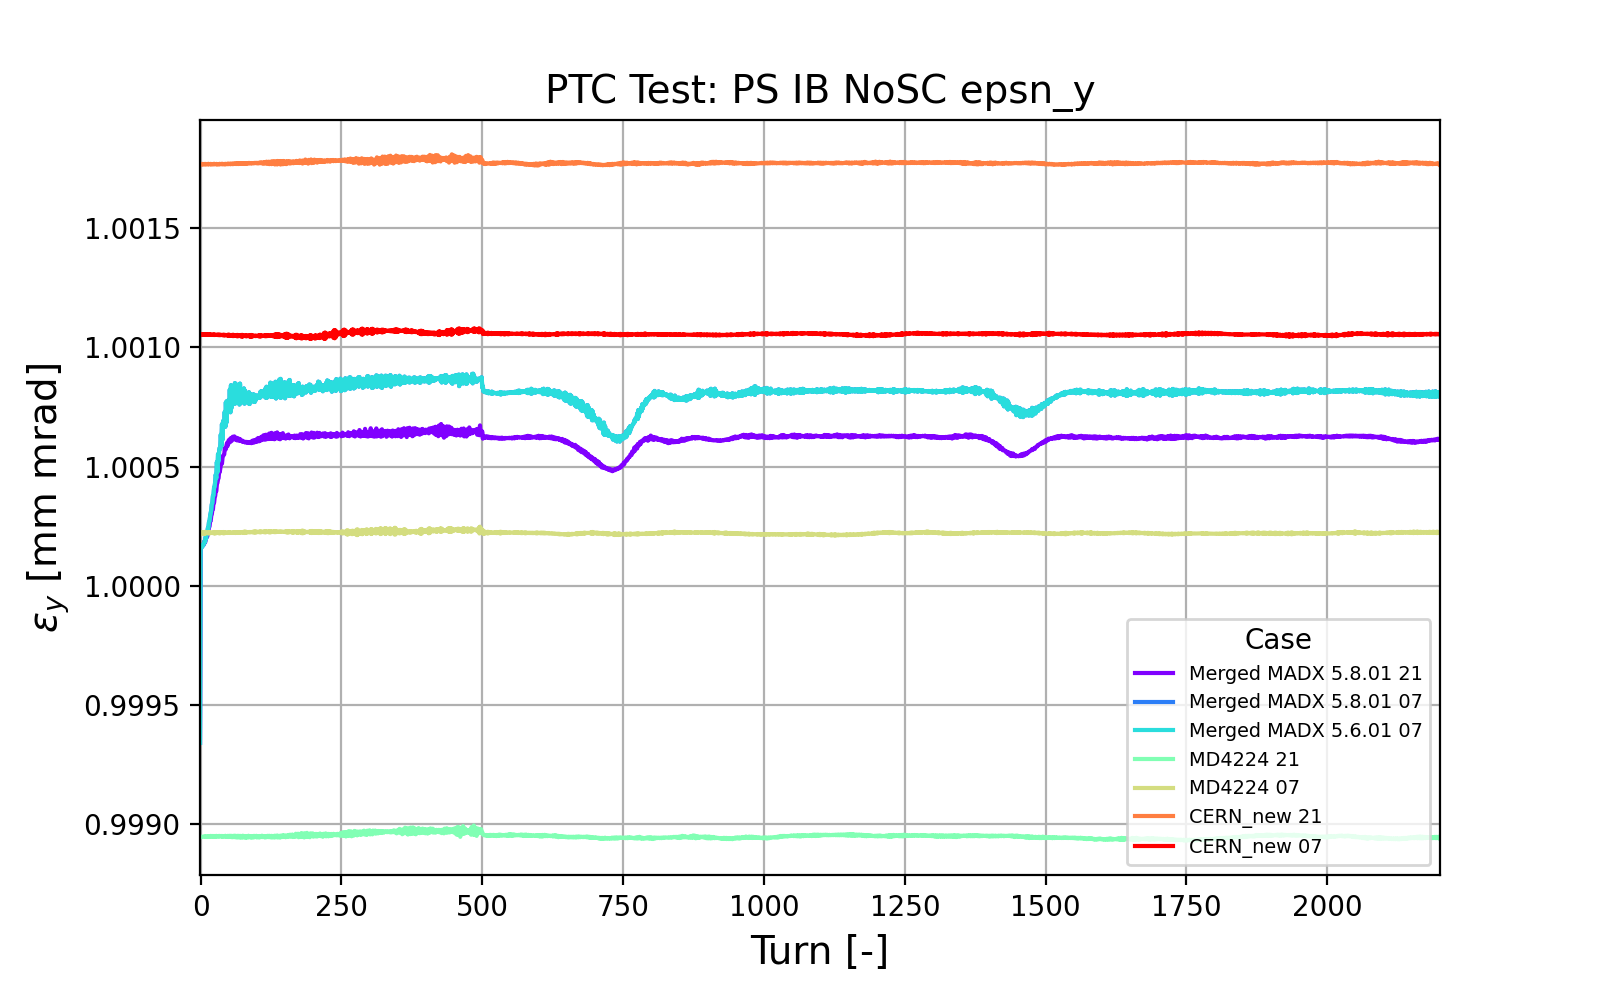 PTC Test: PS IB NoSC epsn_y
εy [mm mrad]
1.0015
1.0010
1.0005
1.0000
0.9995
0.9990
Case
Merged MADX 5.8.01 21
Merged MADX 5.8.01 07
Merged MADX 5.6.01 07
MD4224 21
MD4224 07
CERN_new 21
CERN_new 07
0 250 500 750 1000 1250 1500 1750 2000
Turn [-]